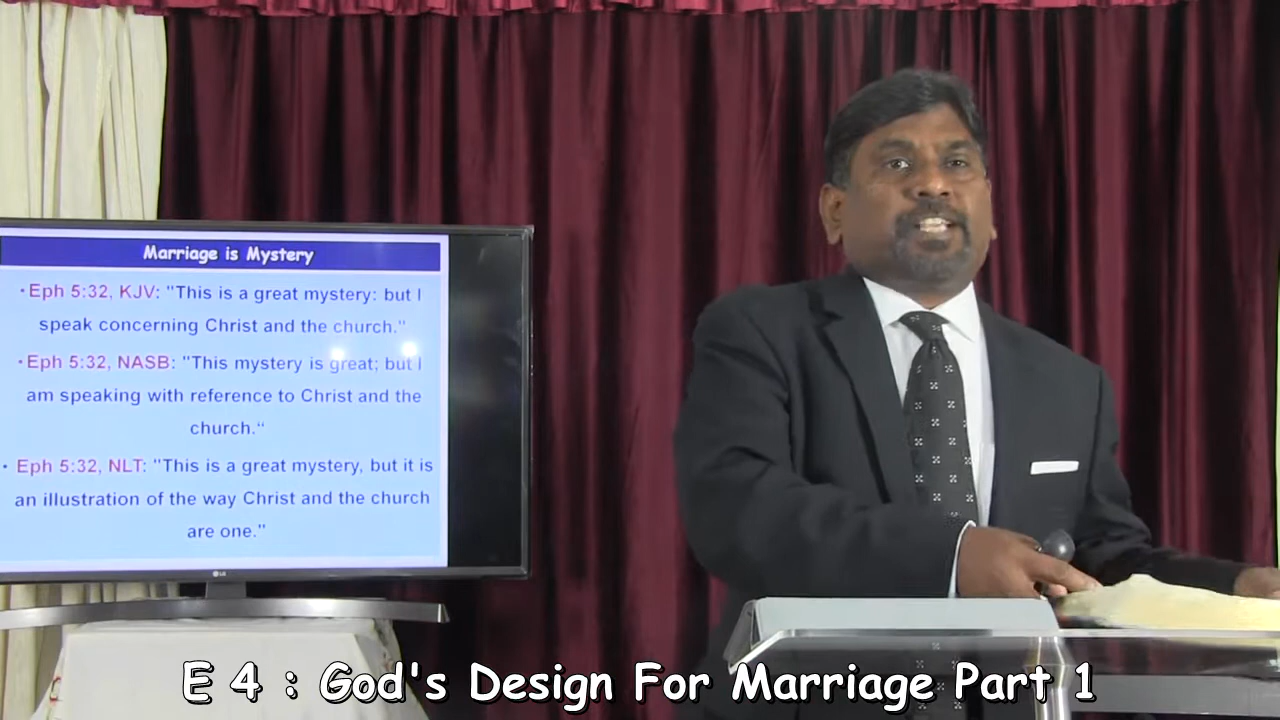 Marriage is Mystery
• Eph 5:32, KJV: "This is a great mystery: but I
speak concerning Christ and the church."
• Eph 5:32, NASB: "This mystery is great; but I
am speaking with reference to Christ and the
church."
• Eph 5:32, NLT: "This is a great mystery, but it is
an illustration of the way Christ and the church
are one."
LG
E 4 : God's Design For Marriage Part 1